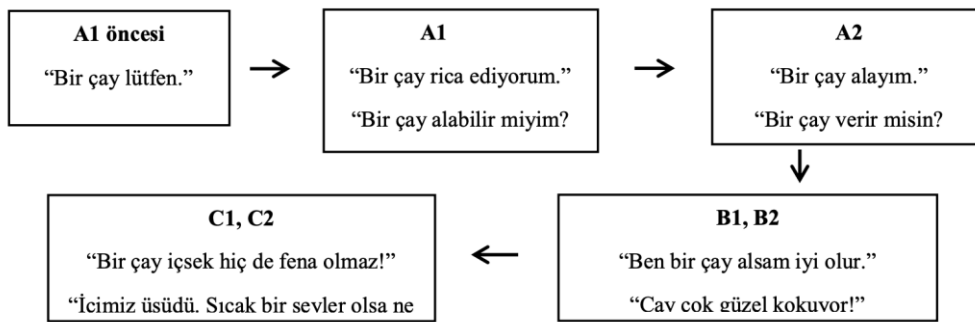 A1 öncesi
“Bir çay lütfen.”
A1
“Bir çay rica ediyorum.”
“Bir çay alabilir miyim?
A2
“Bir çay alayım.”
“Bir çay verir misin?
B1, B2
“Ben bir çay alsam iyi olur.”
“Çay çok güzel kokuyor!”
C1, C2
“Bir çay içsek hiç de fena olmaz!”
“İçimiz üşüdü. Sıcak bir şeyler olsa ne